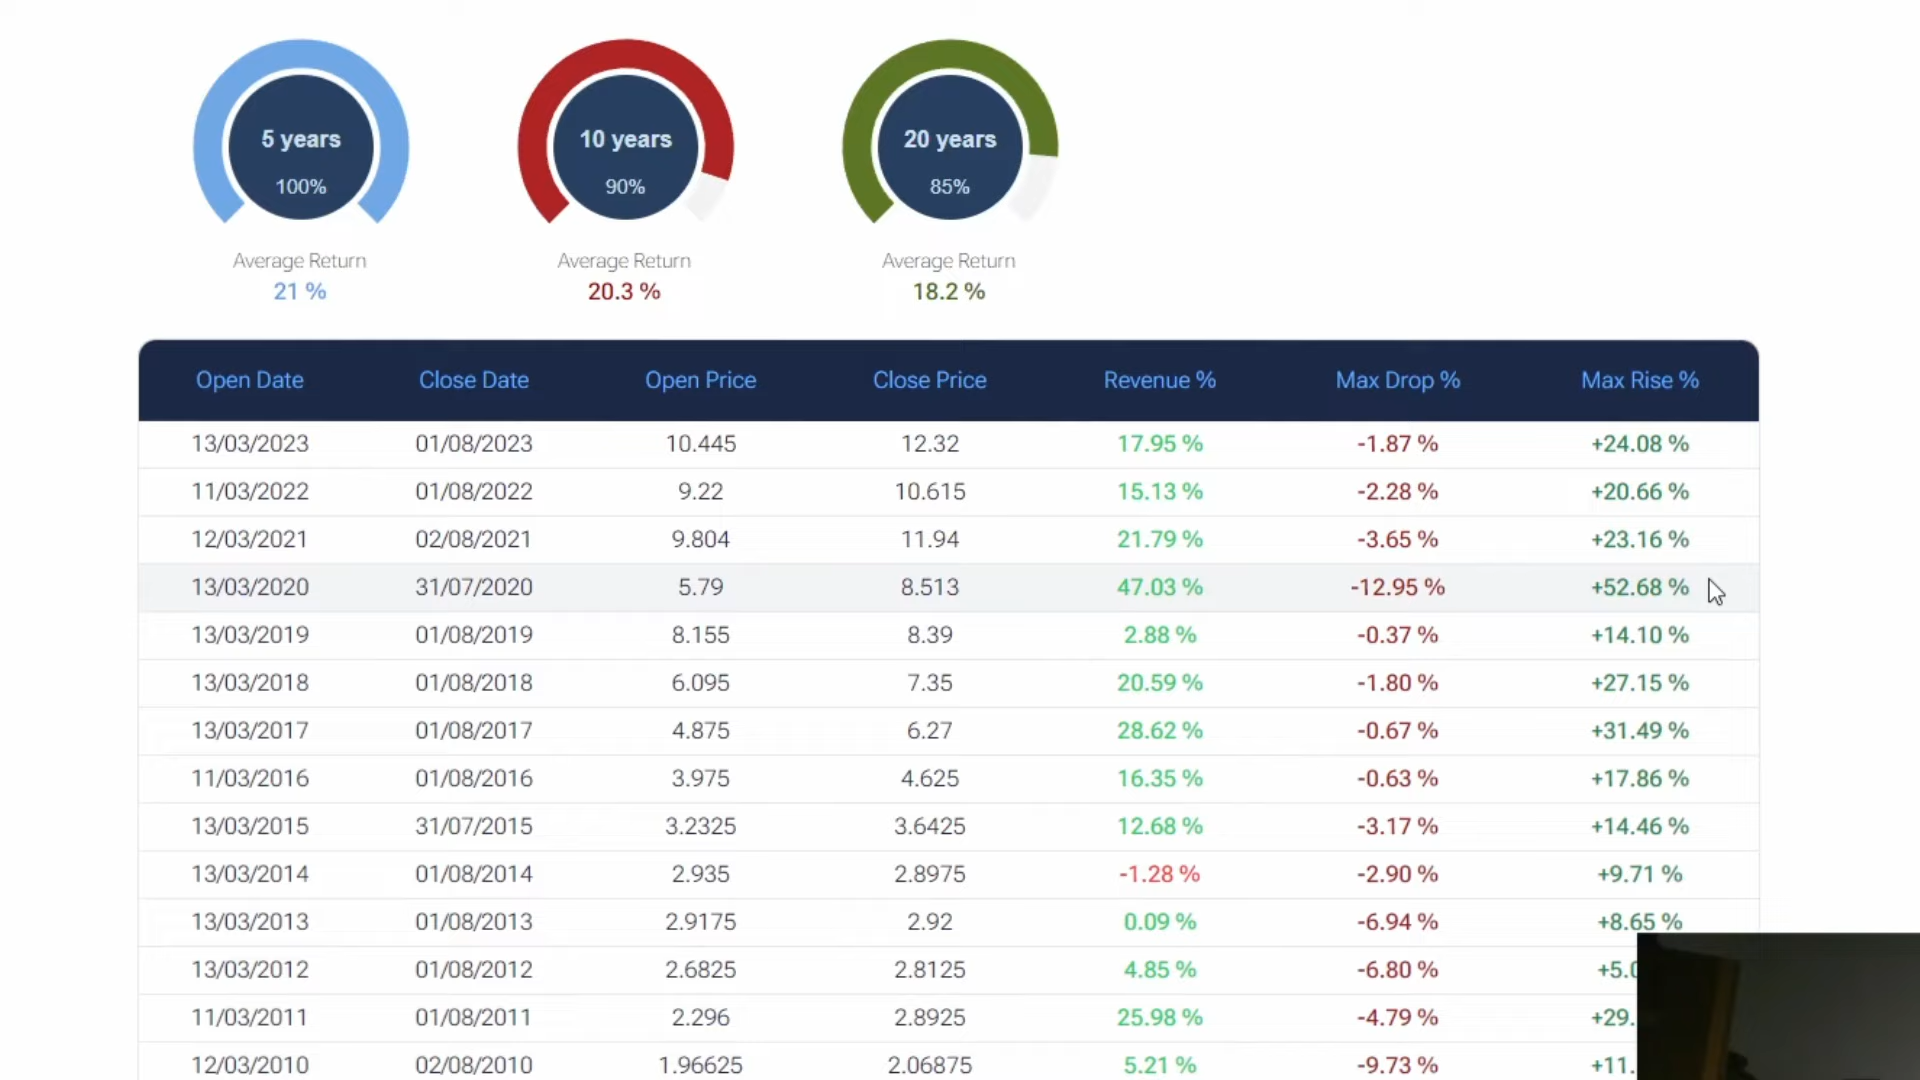 5 years 10 years 20 years
100% 90% 85%
Average Return Average Return Average Return
21 % 20.3 % 18.2 %
Open Date Close Date Open Price Close Price Revenue % Max Drop % Max Rise %
13/03/2023 01/08/2023 10.445 12.32 17.95 % -1.87 % +24.08 %
11/03/2022 01/08/2022 9.22 10.615 15.13 % -2.28 % +20.66 %
12/03/2021 02/08/2021 9.804 11.94 21.79 % -3.65 % +23.16 %
13/03/2020 31/07/2020 5.79 8.513 47.03 % -12.95 % +52.68 %
13/03/2019 01/08/2019 8.155 8.39 2.88 % -0.37 % +14.10 %
13/03/2018 01/08/2018 6.095 7.35 20.59 % -1.80 % +27.15 %
13/03/2017 01/08/2017 4.875 6.27 28.62 % -0.67 % +31.49 %
11/03/2016 01/08/2016 3.975 4.625 16.35 % -0.63 % +17.86 %
13/03/2015 31/07/2015 3.2325 3.6425 12.68 % -3.17 % +14.46 %
13/03/2014 01/08/2014 2.935 2.8975 -1.28 % -2.90 % +9.71 %
13/03/2013 01/08/2013 2.9175 2.92 0.09 % -6.94 % +8.65 %
13/03/2012 01/08/2012 2.6825 2.8125 4.85 % -6.80 %
11/03/2011 01/08/2011 2.296 2.8925 25.98 % -4.79 % +29.
12/03/2010 02/08/2010 1.96625 2.06875 5.21 % -9.73 % +11.